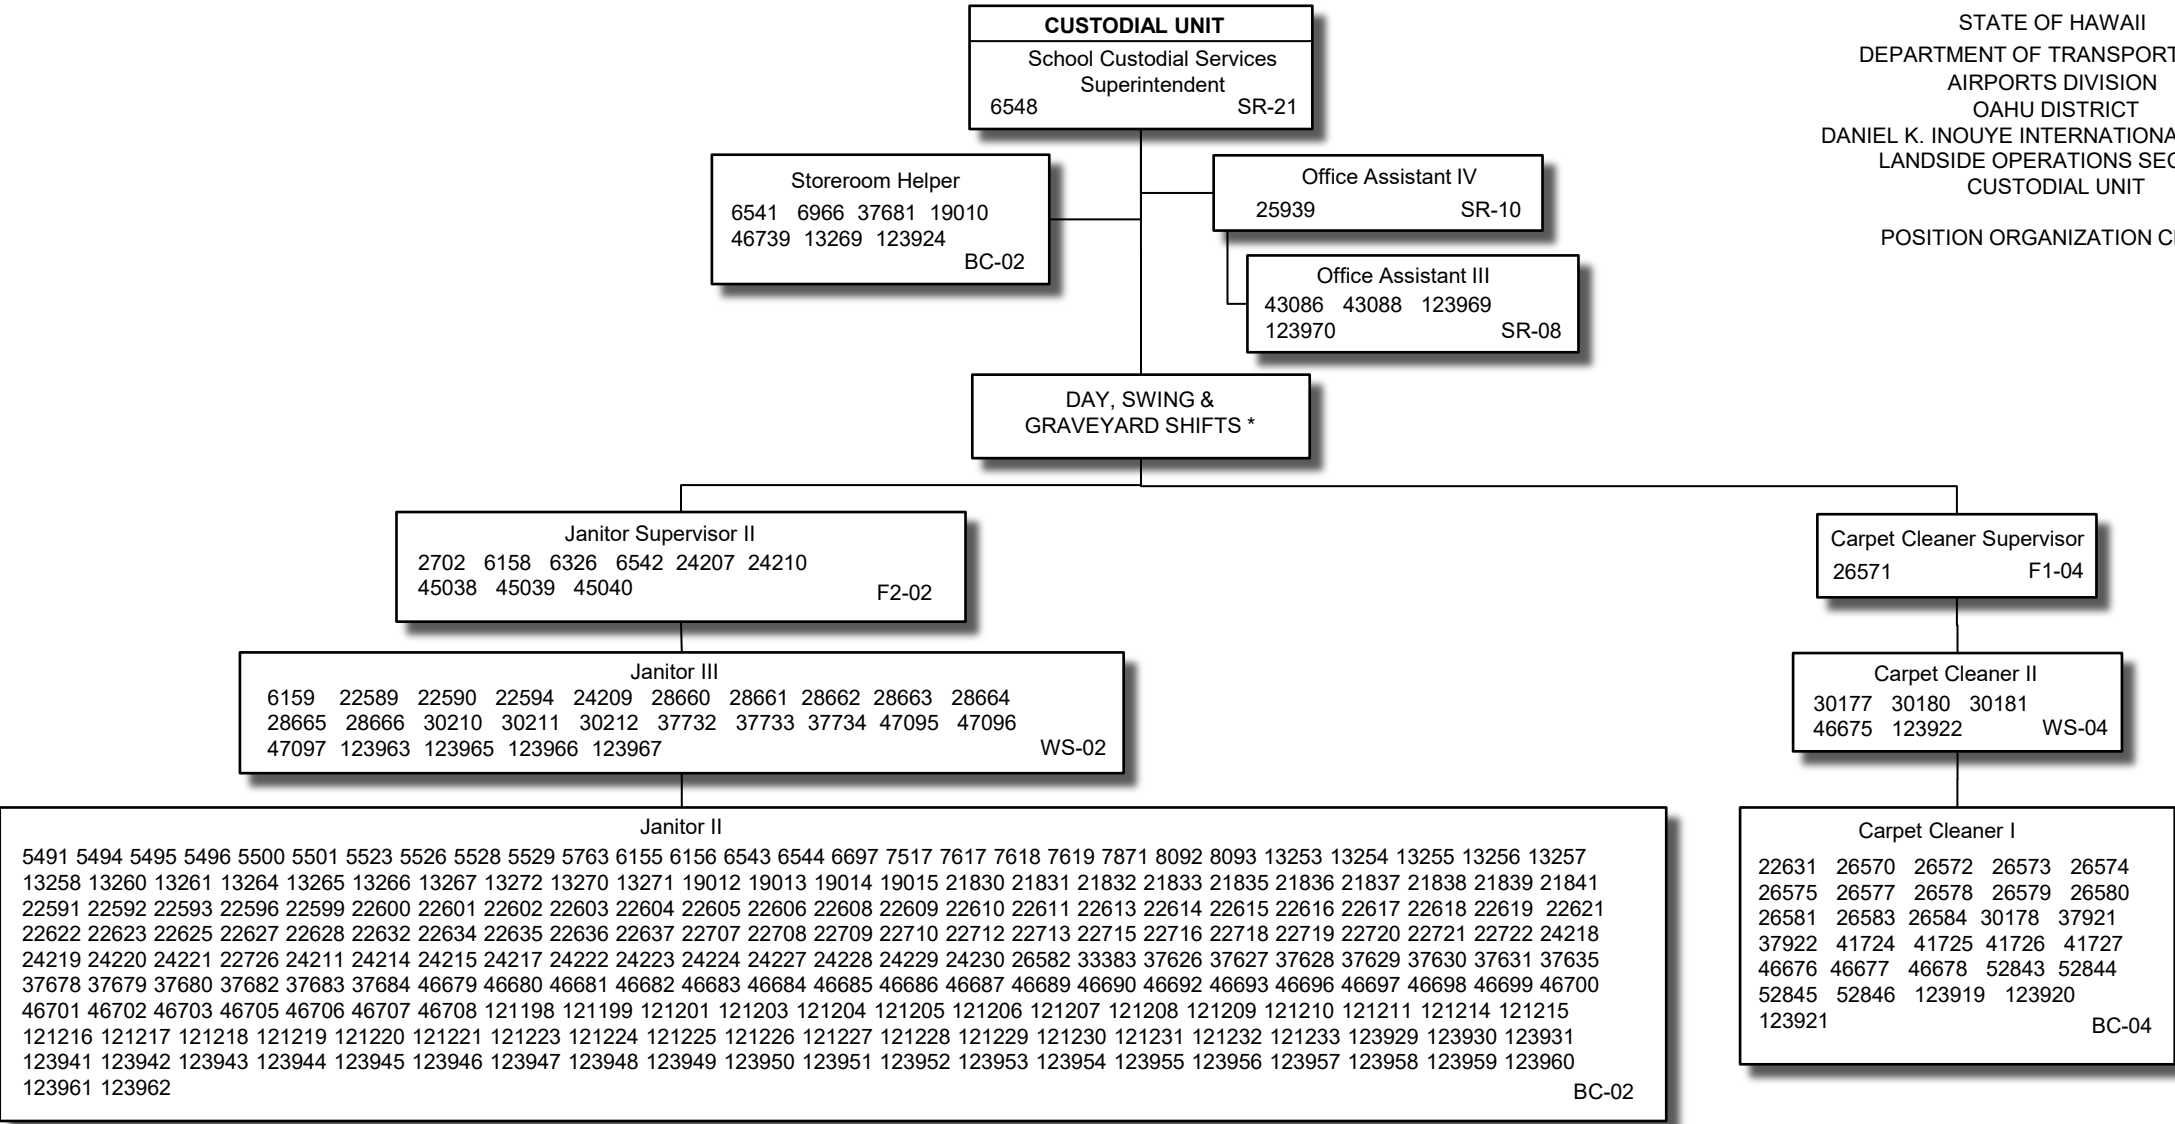 CUSTODIAL UNIT
School Custodial Services
Superintendent
6548 SR-21
STATE OF HAWAII
DEPARTMENT OF
AIRPORTS DIVISION
OAHU DISTRICT
DANIEL K. INOUYE
LANDSIDE OPERATIONS
CUSTODIAL UNIT
POSITION ORGANIZATION
Storeroom Helper
6541 6966 37681 19010
46739 13269 123924
BC-02
Office Assistant IV
25939 SR-10
Office Assistant III
43086 43088 123969
123970 SR-08
DAY, SWING &
GRAVEYARD SHIFTS *
Janitor Supervisor II
2702 6158 6326 6542 24207 24210
45038 45039 45040 F2-02
Janitor III
6159 22589 22590 22594 24209 28660 28661 28662 28663 28664
28665 28666 30210 30211 30212 37732 37733 37734 47095 47096
47097 123963 123965 123966 123967 WS-02
Janitor II
5491 5494 5495 5496 5500 5501 5523 5526 5528 5529 5763 6155 6156 6543 6544 6697 7517 7617 7618 7619 7871 8092 8093 13253 13254 13255 13256 13257
13258 13260 13261 13264 13265 13266 13267 13272 13270 13271 19012 19013 19014 19015 21830 21831 21832 21833 21835 21836 21837 21838 21839 21841
22591 22592 22593 22596 22599 22600 22601 22602 22603 22604 22605 22606 22608 22609 22610 22611 22613 22614 22615 22616 22617 22618 22619 22621
22622 22623 22625 22627 22628 22632 22634 22635 22636 22637 22707 22708 22709 22710 22712 22713 22715 22716 22718 22719 22720 22721 22722 24218
24219 24220 24221 22726 24211 24214 24215 24217 24222 24223 24224 24227 24228 24229 24230 26582 33383 37626 37627 37628 37629 37630 37631 37635
37678 37679 37680 37682 37683 37684 46679 46680 46681 46682 46683 46684 46685 46686 46687 46689 46690 46692 46693 46696 46697 46698 46699 46700
46701 46702 46703 46705 46706 46707 46708 121198 121199 121201 121203 121204 121205 121206 121207 121208 121209 121210 121211 121214 121215
121216 121217 121218 121219 121220 121221 121223 121224 121225 121226 121227 121228 121229 121230 121231 121232 121233 123929 123930 123931
123941 123942 123943 123944 123945 123946 123947 123948 123949 123950 123951 123952 123953 123954 123955 123956 123957 123958 123959 123960
123961 123962
BC-02
Carpet Cleaner Supervisor
26571 F1-04
Carpet Cleaner II
30177 30180 30181
46675 123922 WS-04
Carpet Cleaner I
22631 26570 26572 26573 26574
26575 26577 26578 26579 26580
26581 26583 26584 30178 37921
37922 41724 41725 41726 41727
46676 46677 46678 52843 52844
52845 52846 123919 123920
123921 BC-04